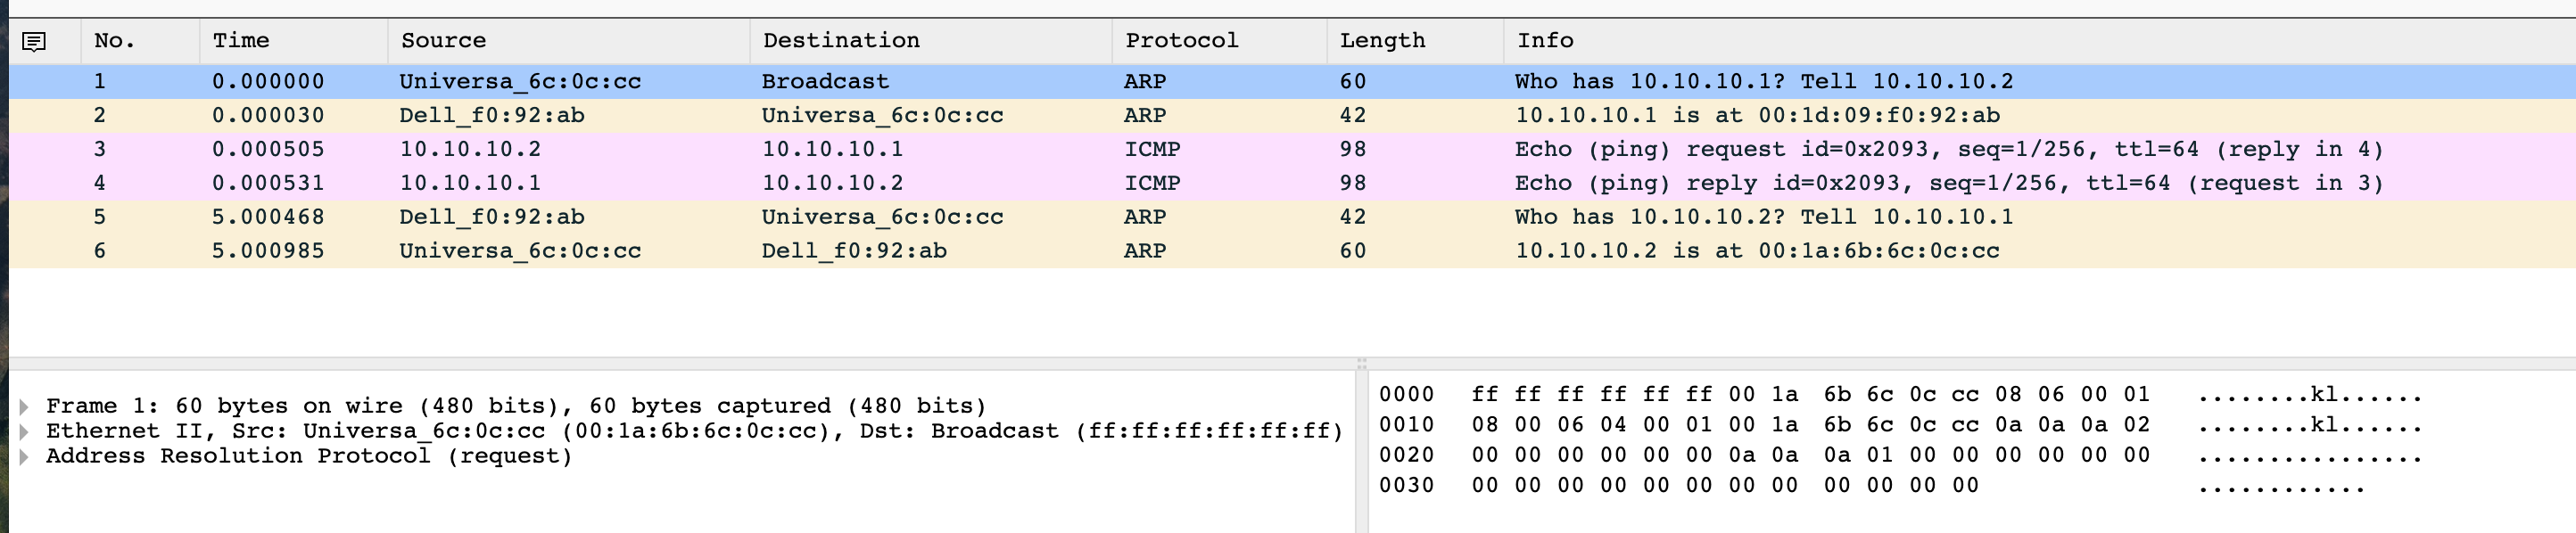 No. Time Source Destination Protocol Length Info
1 0.000000 Universa_6c:0c:cc Broadcast ARP 60 Who has 10.10.10.1? Tell 10.10.10.2
2 0.000030 Dell_f0:92:ab Universa_6c:0c:cc ARP 42 10.10.10.1 is at 00:1d:09:f0:92:ab
3 0.000505 10.10.10.2 10.10.10.1 ICMP 98 Echo (ping) request id=0x2093, seq=1/256, ttl=64 (reply in 4)
4 0.000531 10.10.10.1 10.10.10.2 ICMP 98 Echo (ping) reply id=0x2093, seq=1/256, ttl=64 (request in 3)
5 5.000468 Dell_f0:92:ab Universa_6c:0c:cc ARP 42 Who has 10.10.10.2? Tell 10.10.10.1
6 5.000985 Universa_6c:0c:cc Dell_f0:92:ab ARP 60 10.10.10.2 is at 00:1a:6b:6c:0c:cc
Frame 1: 60 bytes on wire (480 bits), 60 bytes captured (480 bits)
Ethernet II, Src: Universa_6c:0c:cc (00:1a:6b:6c:0c:cc), Dst: Broadcast (ff:ff:ff:ff:ff:ff)
Address Resolution Protocol (request)
0000 ff ff ff ff ff ff 00 1a 6b 6c 0c cc 08 06 00 01 ........kl......
0010 08 00 06 04 00 01 00 1a 6b 6c 0c cc 0a 0a 0a 02 ........kl......
0020 00 00 00 00 00 00 0a 0a 0a 01 00 00 00 00 00 00 ................
0030 00 00 00 00 00 00 00 00 00 00 00 00 ............